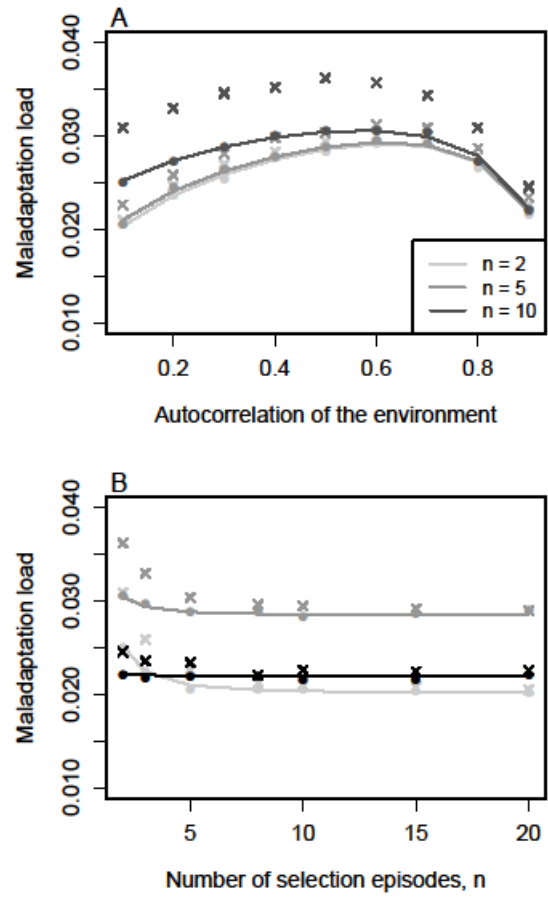 A
Maladaptation load
0.040
0.030
0.020
0.010
n = 2
n = 5
n = 10
0.2 0.4 0.6 0.8
Autocorrelation of the environment
B
Maladaptation load
0.040
0.030
0.020
0.010
5 10 15 20
Number of selection episodes, n